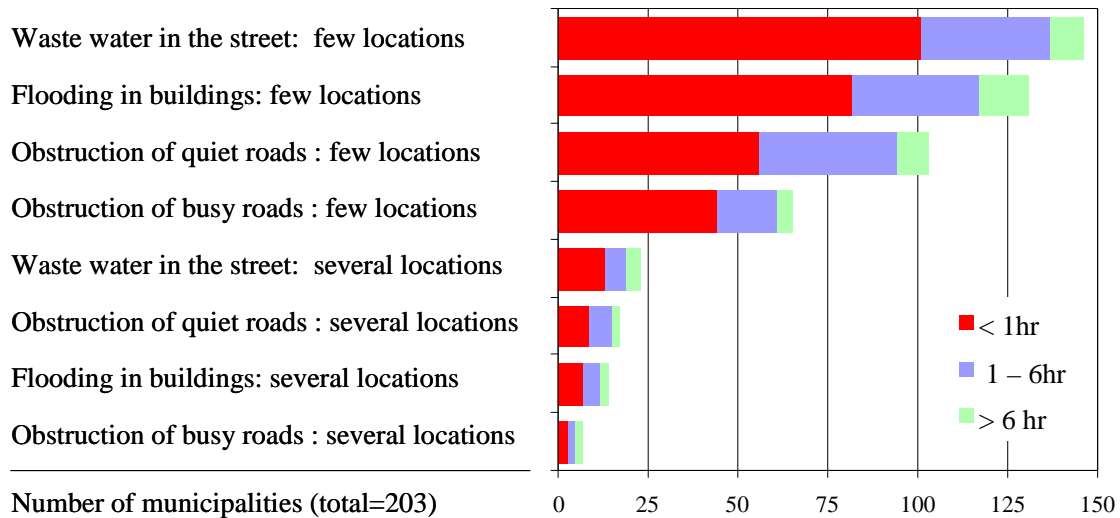 Waste water in the street: few locations
Flooding in buildings: few locations
Obstruction of quiet roads : few locations
Obstruction of busy roads : few locations
Waste water in the street: several locations
Obstruction of quiet roads : several locations
Flooding in buildings: several locations
Obstruction of busy roads : several locations
< 1hr
1 – 6hr
> 6 hr
Number of municipalities (total=203)
0 25 50 75 100 125 150